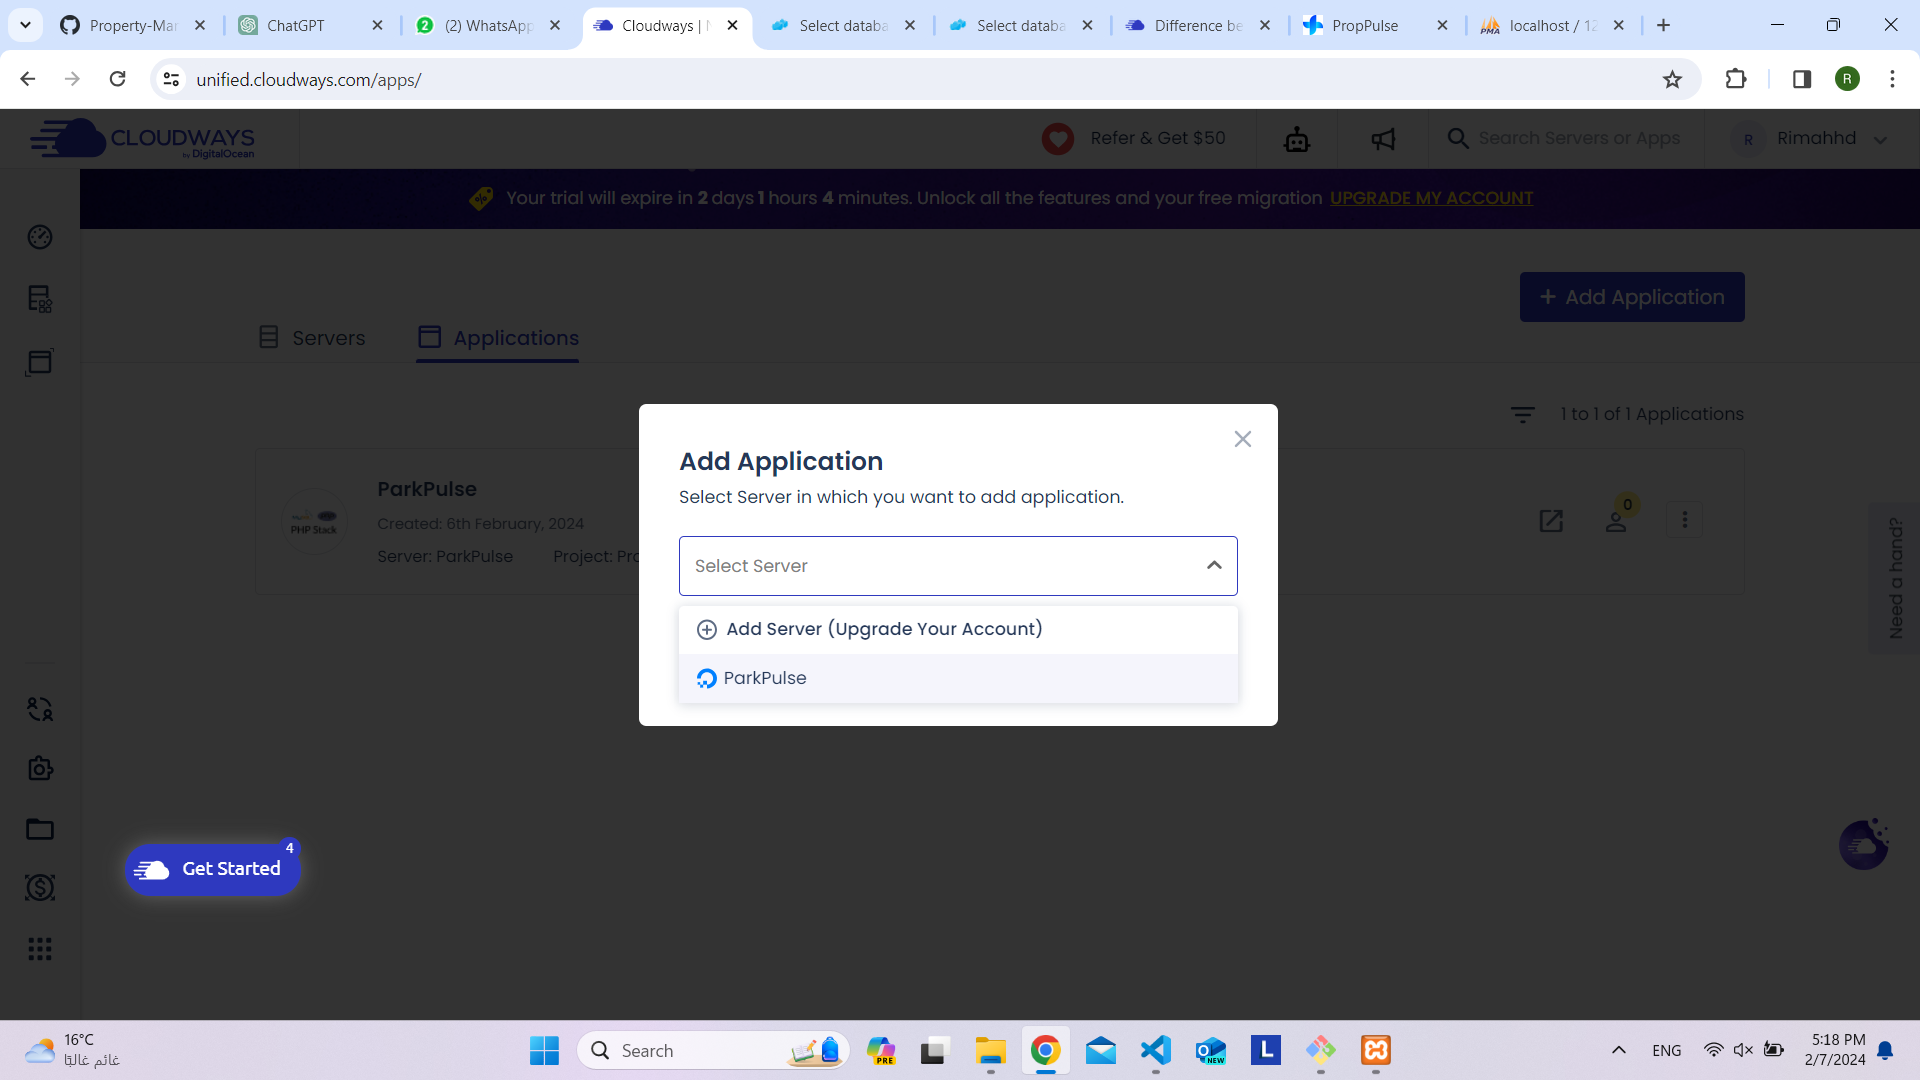 Property-Mar
ChatGPT
(2) WhatsApp
Cloudways | N
Select databa
Select databa
Difference be
PropPulse
localhost / 12
unified.cloudways.com/apps/
R
CLOUDWAYS
by DigitalOcean
Refer & Get $50
Search Servers or Apps
R
Rimahhd
Your trial will expire in 2 days 1 hours 4 minutes. Unlock all the features and your free migration UPGRADE MY ACCOUNT
+ Add Application
Servers
Applications
1 to 1 of 1 Applications
ParkPulse
Created: 6th February, 2024
Server: ParkPulse
Project: Pro
PHP Stack
0
Add Application
Select Server in which you want to add application.
Select Server
Add Server (Upgrade Your Account)
ParkPulse
Need a hand?
Get Started
4
16°C
غائم غالبًا
Search
PRE
NEW
L
ENG
5:18 PM
2/7/2024